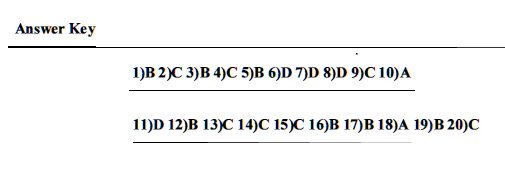 Answer Key
1)B 2)C 3)B 4)C 5)B 6)D 7)D 8)D 9)C 10)A
11)D 12)B 13)C 14)C 15)C 16)B 17)B 18)A 19)B 20)C